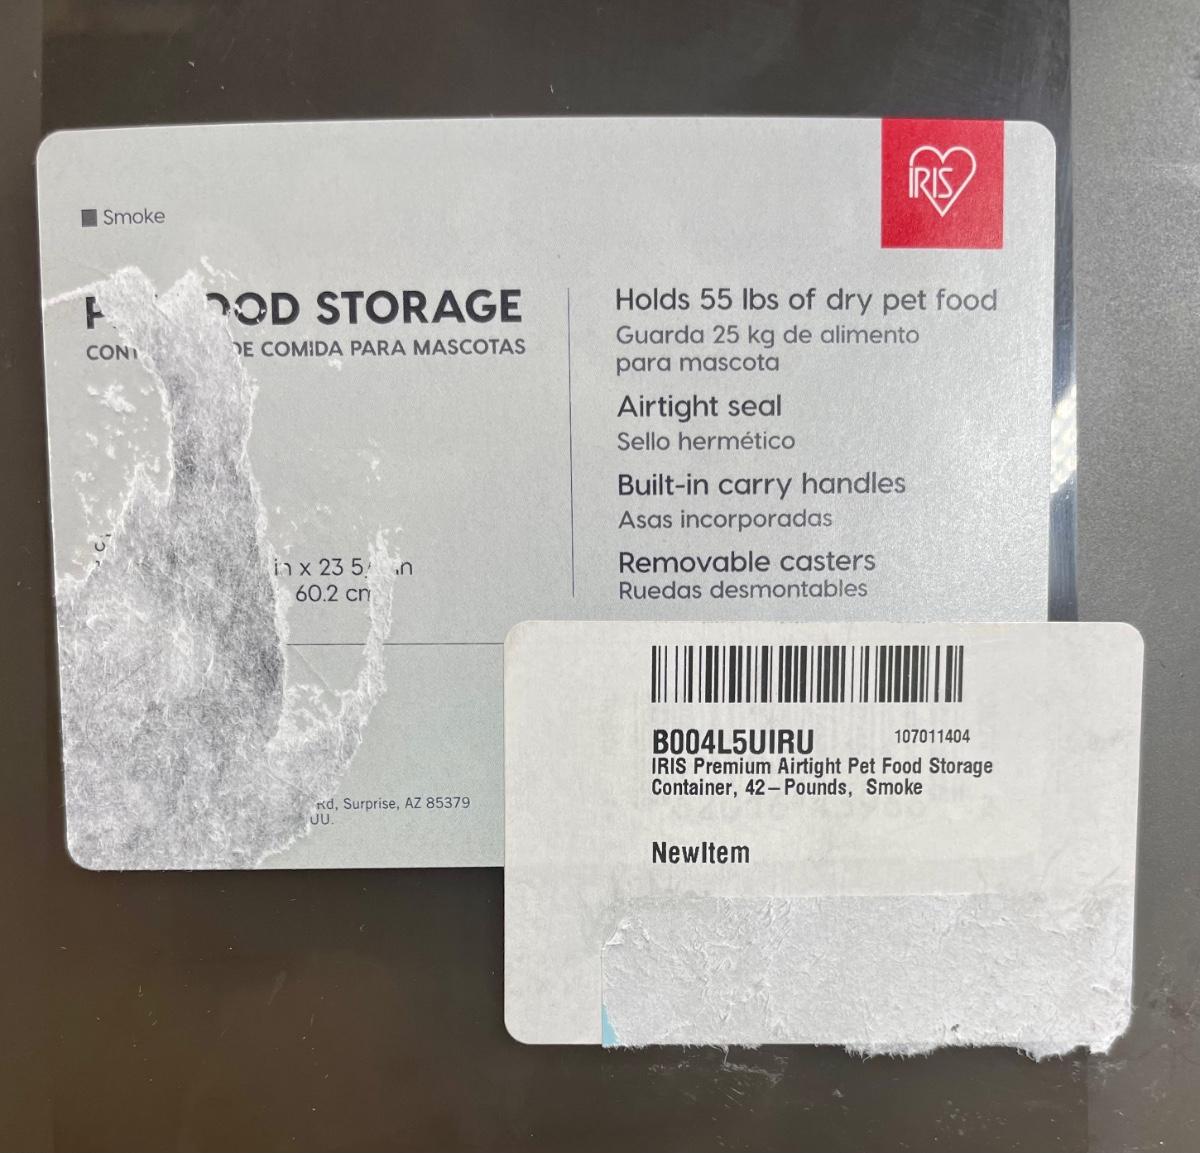 IRIS
Smoke
FOOD STORAGE
DE COMIDA PARA MASCOTAS
in x 23 5
60.2 cm
Rd, Surprise, AZ 85379
UU.
Holds 55 lbs of dry pet food
Guarda 25 kg de alimento
para mascota
Airtight seal
Sello hermético
Built-in carry handles
Asas incorporadas
Removable casters
Ruedas desmontables
B004L5UIRU 107011404
IRIS Premium Airtight Pet Food Storage
Container, 42-Pounds, Smoke
NewItem